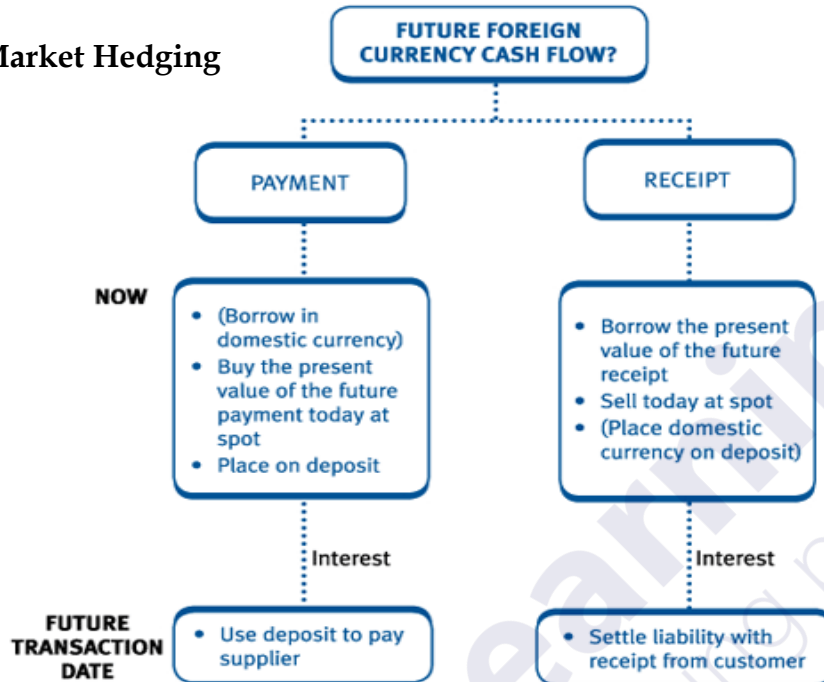 Market Hedging
FUTURE FOREIGN
CURRENCY CASH FLOW?
PAYMENT
RECEIPT
NOW
• (Borrow in
domestic currency)
• Buy the present
value of the future
payment today at
spot
• Place on deposit
• Borrow the present
value of the future
receipt
• Sell today at spot
• (Place domestic
currency on deposit)
Interest
Interest
FUTURE
TRANSACTION
DATE
• Use deposit to pay
supplier
• Settle liability with
receipt from customer